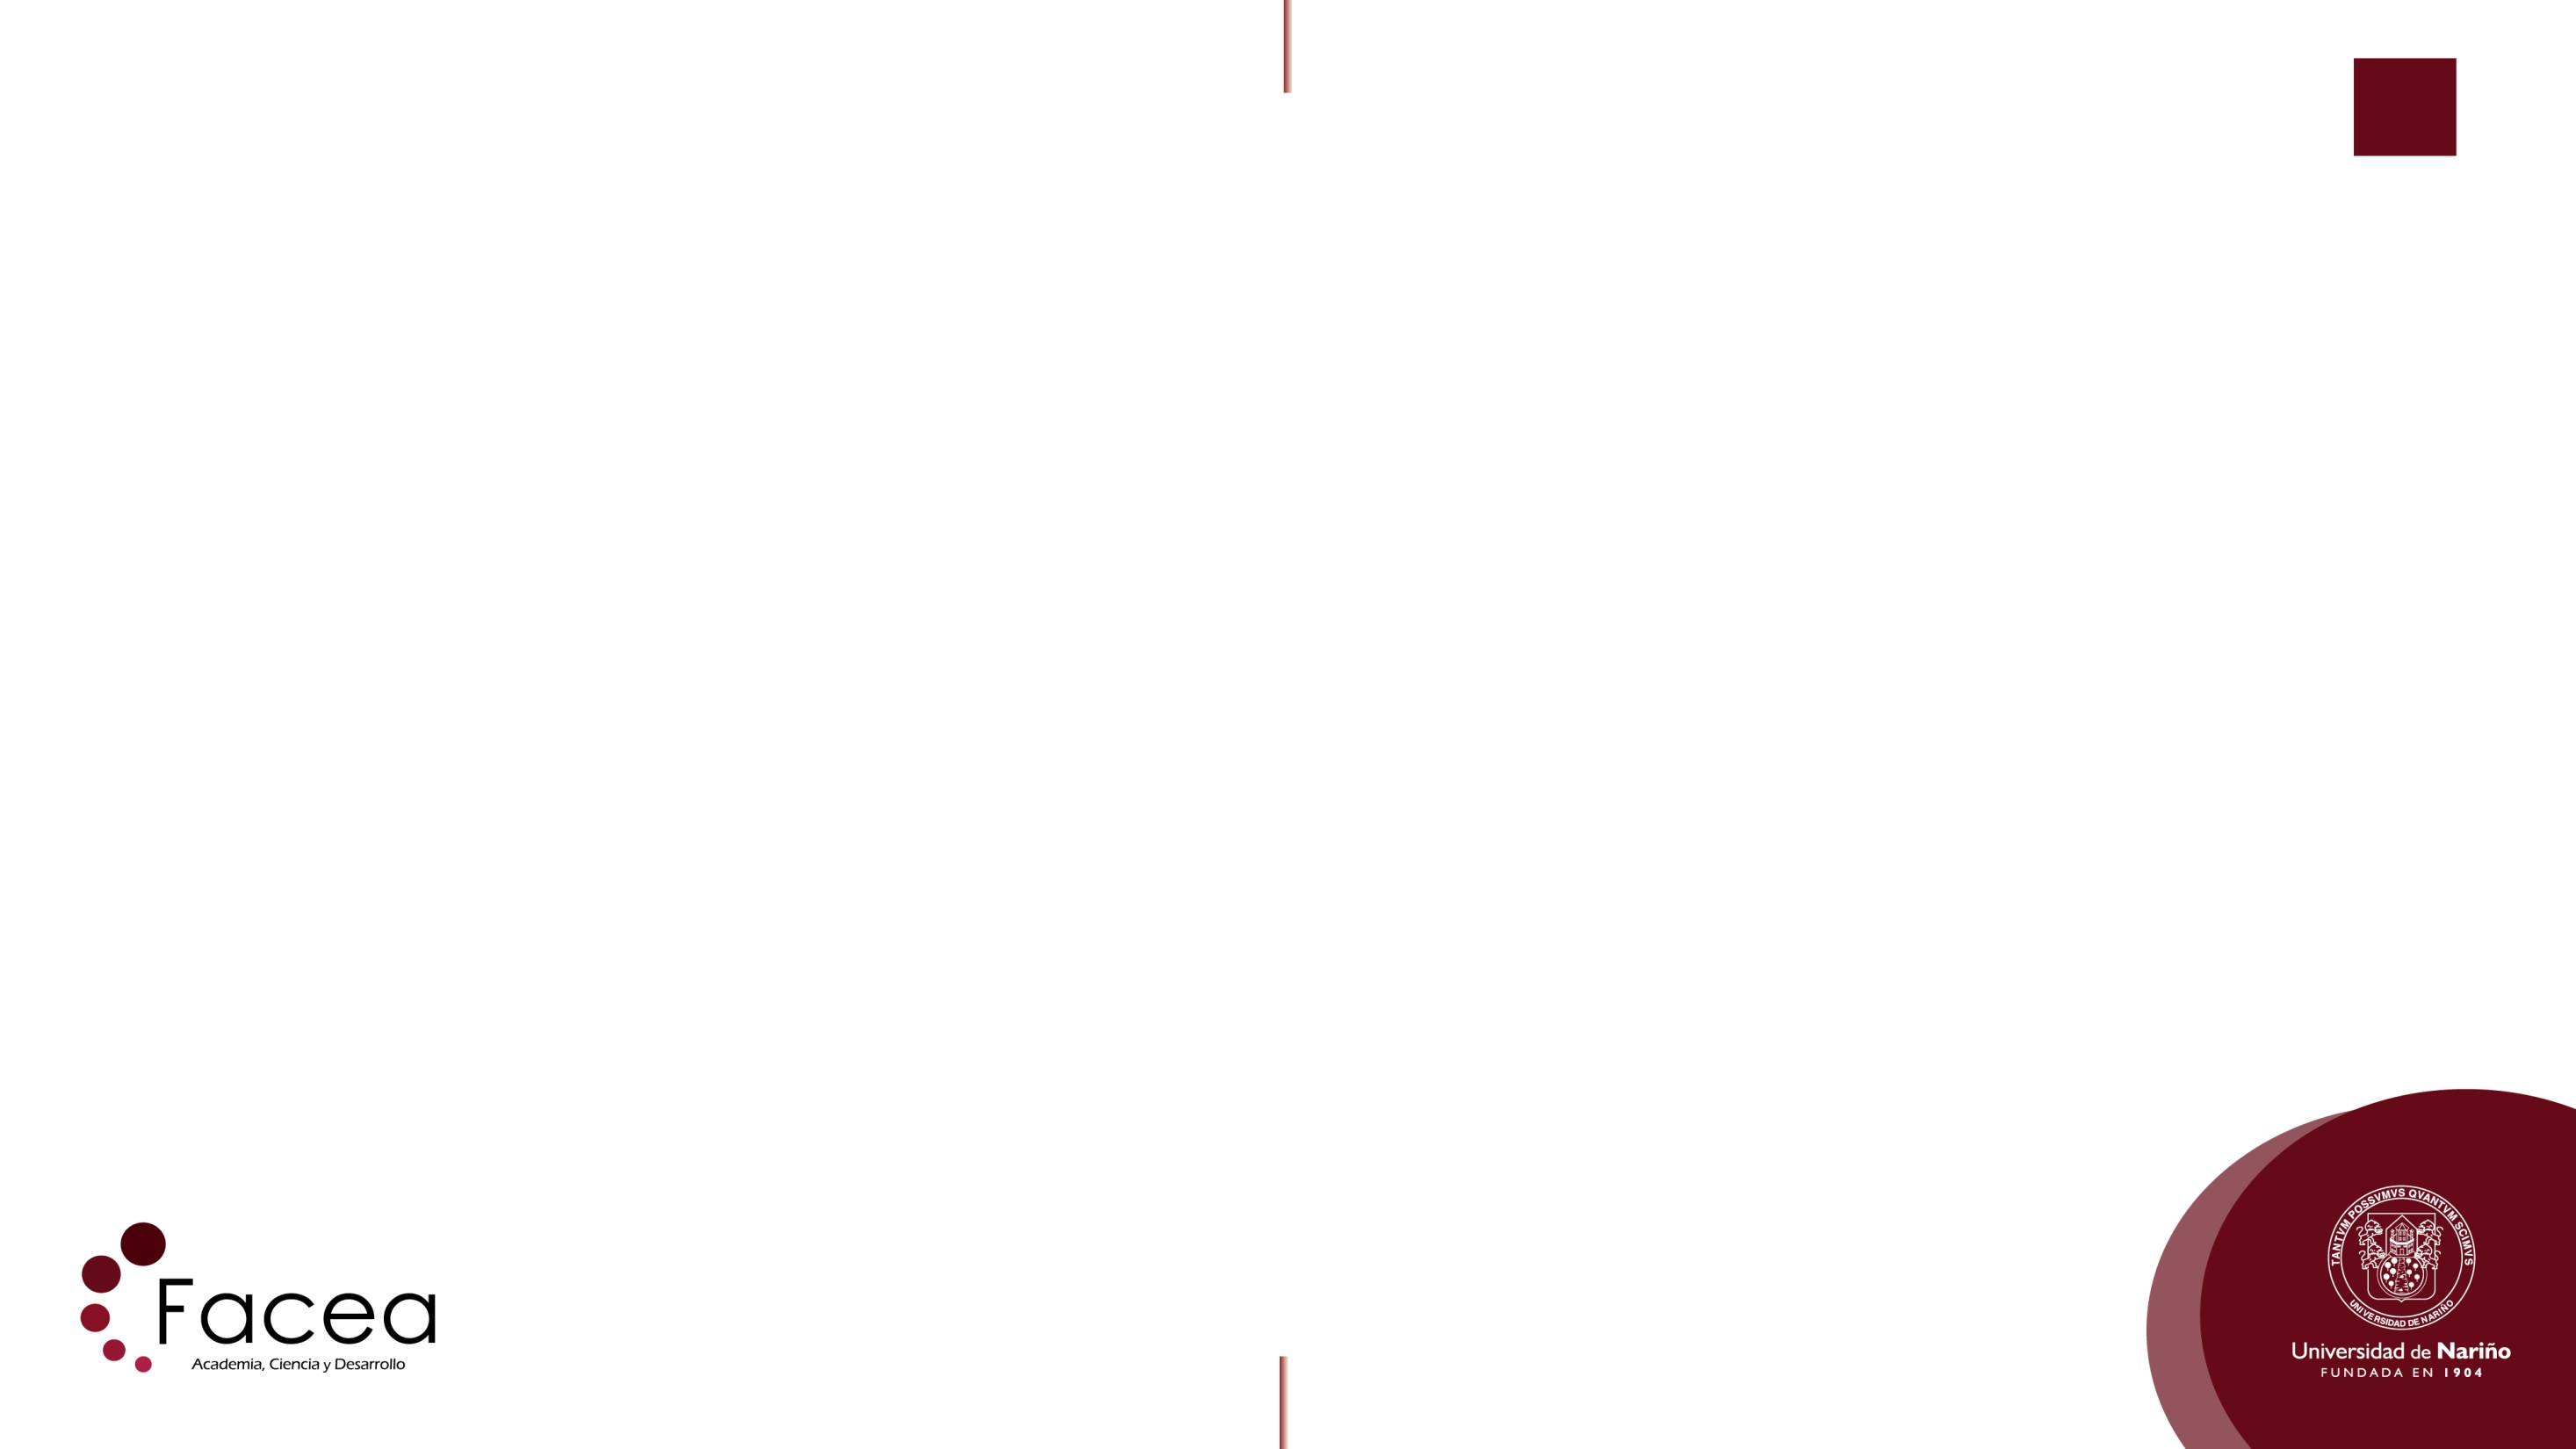 Facea
Academia, Ciencia y Desarrollo
TANTVM POSSVMVS QVANTVM SCIMVS
UNIVERSIDAD DE NARIÑO
Universidad de Nariño
FUNDADA EN 1904